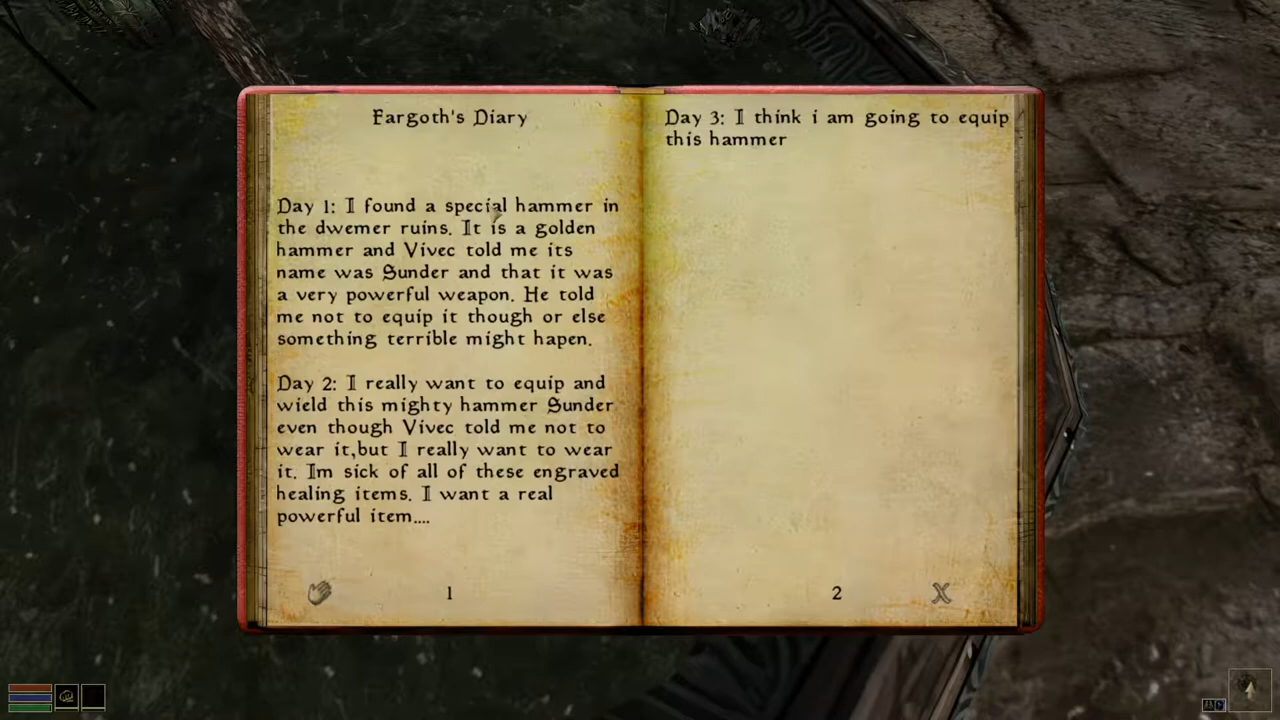 Fargoth's Diary
Day 1: I found a special hammer in
the dwemer ruins. It is a golden
hammer and Vivec told me its
name was Sunder and that it was
a very powerful weapon. He told
me not to equip it though or else
something terrible might hapen.
Day 2: I really want to equip and
wield this mighty hammer Sunder
even though Vivec told me not to
wear it,but I really want to wear
it. Im sick of all of these engraved
healing items. I want a real
powerful item....
1
Day 3: I think i am going to equip
this hammer
2